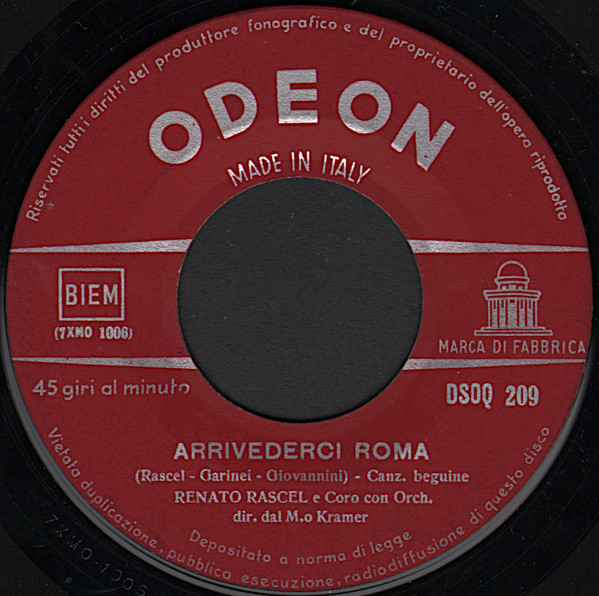 Riservati tutti i diritti del produttore fonografico e del proprietario dell'opera riprodotta
ODEON
MADE IN ITALY
BIEM
(7XMO 1006)
MARCA DI FABBRICA
45 giri al minuto
DSOQ 209
ARRIVEDERCI ROMA
(Rascel - Garinei - Giovannini) - Canz. beguine
RENATO RASCEL e Coro con Orch.
dir. dal M.o Kramer
Depositato a norma di legge
Vietata duplicazione, pubblica esecuzione, radiodiffusione di questo disco
7XMO-1006